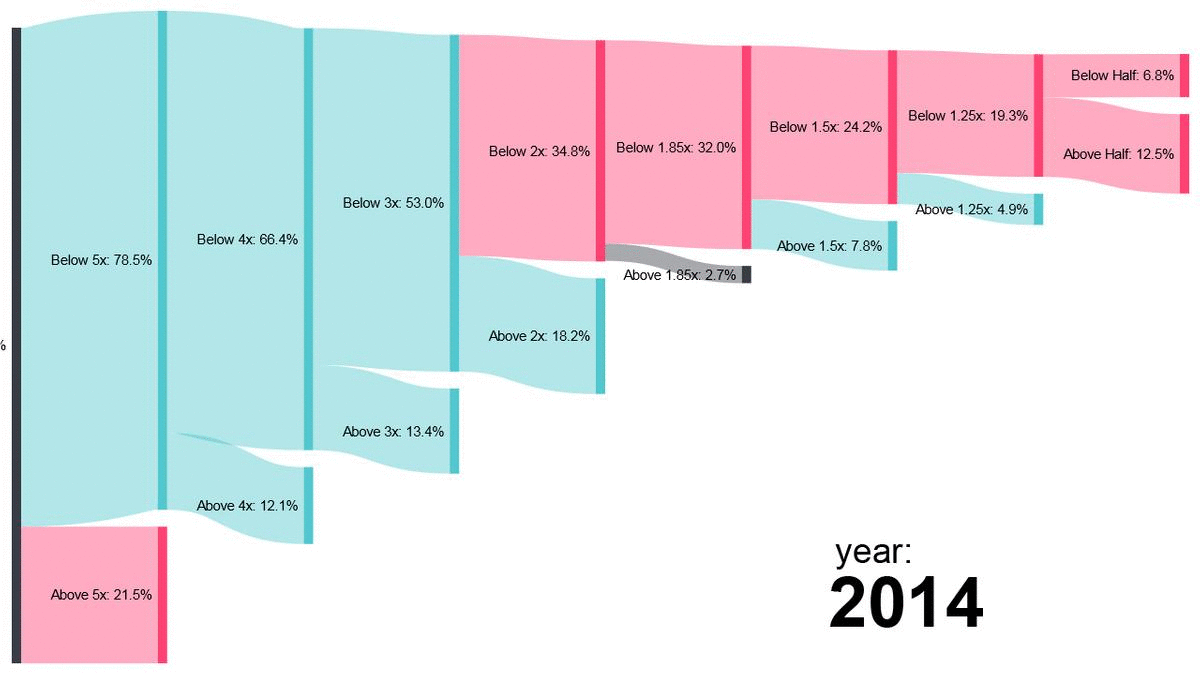 %
Below 5x: 78.5%
Above 5x: 21.5%
Below 4x: 66.4%
Above 4x: 12.1%
Below 3x: 53.0%
Above 3x: 13.4%
Below 2x: 34.8%
Above 2x: 18.2%
Below 1.85x: 32.0%
Above 1.85x: 2.7%
Below 1.5x: 24.2%
Above 1.5x: 7.8%
Below 1.25x: 19.3%
Above 1.25x: 4.9%
Below Half: 6.8%
Above Half: 12.5%
year:
2014